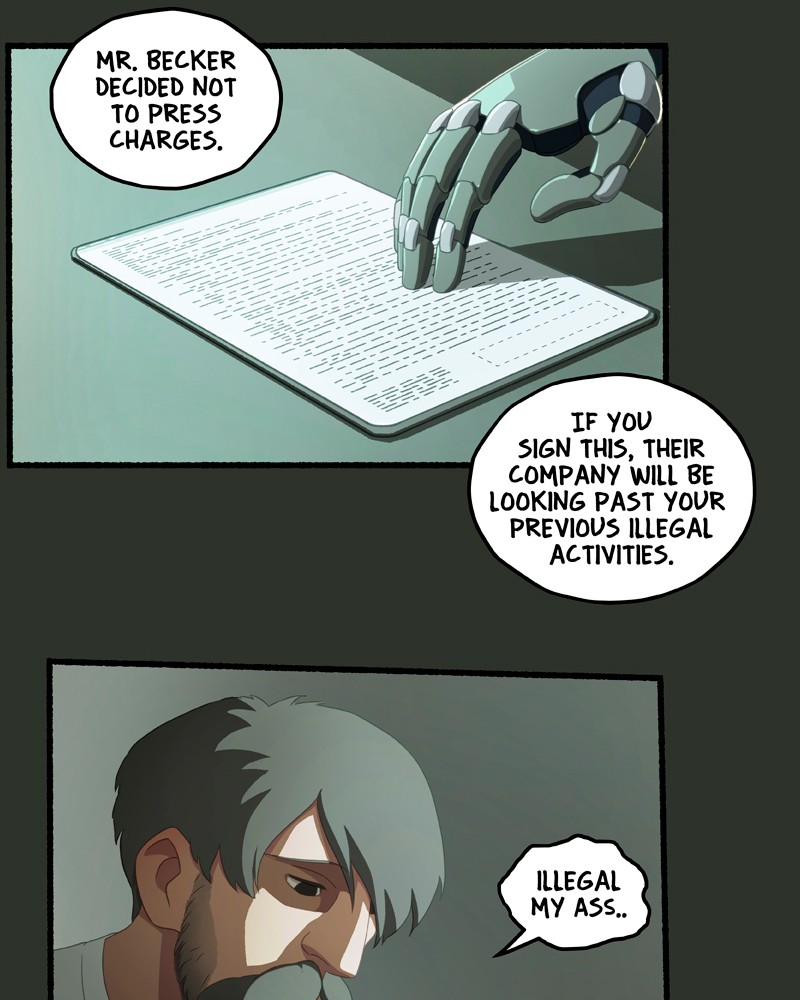 MR. BECKER
DECIDED NOT
TO PRESS
CHARGES.
IF YOU
SIGN THIS, THEIR
COMPANY WILL BE
LOOKING PAST YOUR
PREVIOUS ILLEGAL
ACTIVITIES.
ILLEGAL
MY ASS..